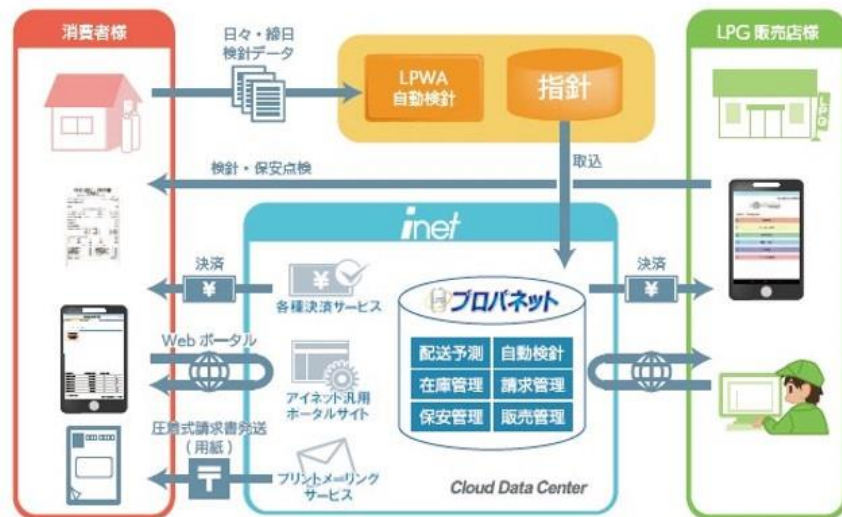 消費者様
日々・締日
検針データ
LPWA
自動検針
指針
LPG 販売店様
LPG
取込
検針・保安点検
inet
決済
¥
¥
各種決済サービス
プロパネット
決済
¥
Webポータル
アイネット汎用
ポータルサイト
配送予測
自動検針
在庫管理
請求管理
保安管理
販売管理
圧着式請求書発送
(用紙)
〒
プリントメーリング
サービス
Cloud Data Center